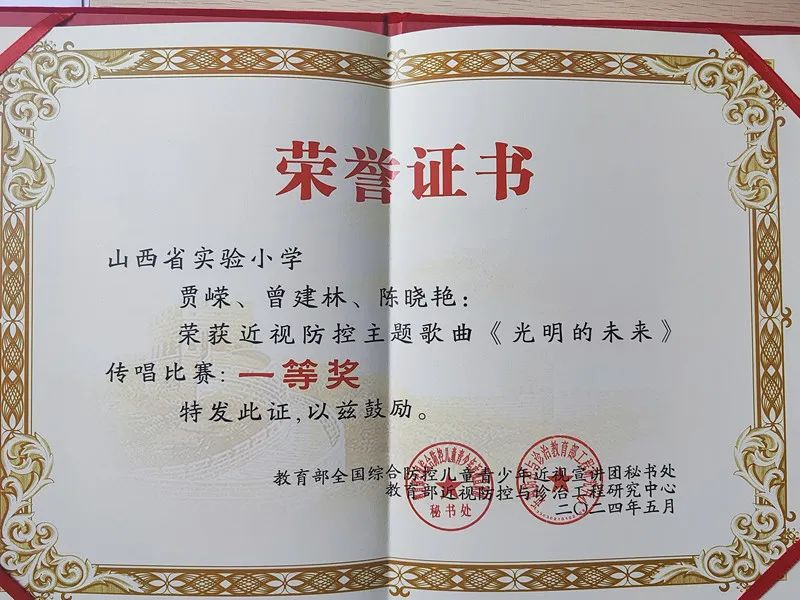 荣誉证书
山西省实验小学
贾嵘、曾建林、陈晓艳：
荣获近视防控主题歌曲《光明的未来》
传唱比赛：一等奖
特发此证,以兹鼓励。
教育部全国综合防控儿童青少年近视宣讲团秘书处
教育部近视防控与诊治工程研究中心
二〇二四年五月
秘书处